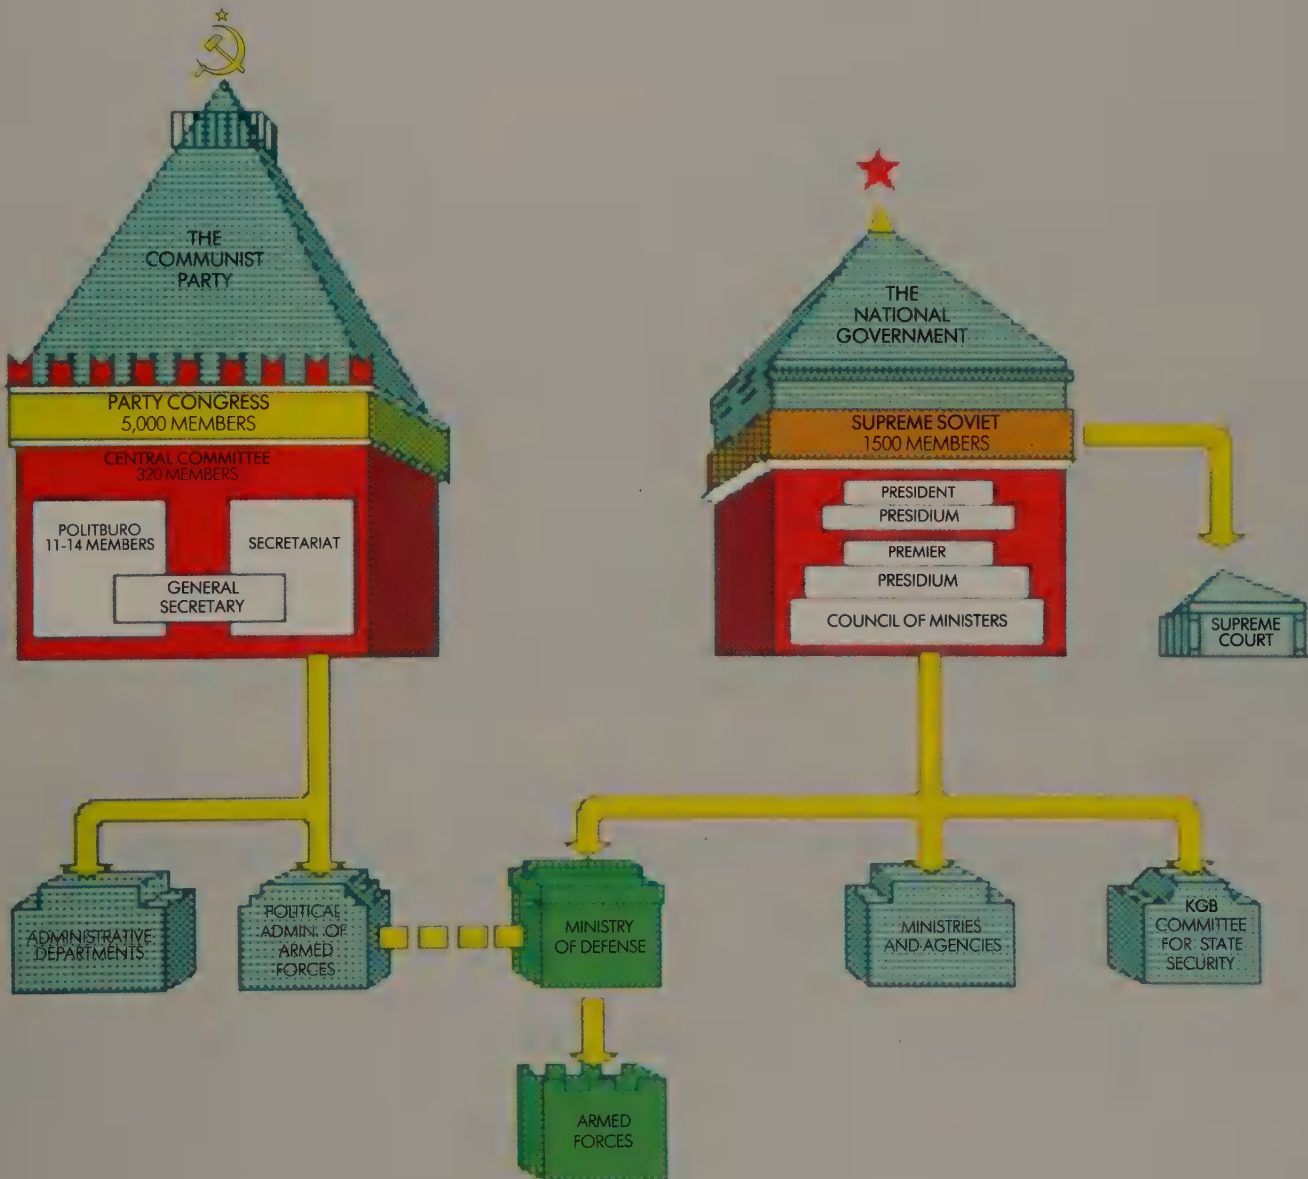 THE
COMMUNIST
PARTY
PARTY CONGRESS
5,000 MEMBERS
CENTRAL COMMITTEE
320 MEMBERS
POLITBURO
11-14 MEMBERS
SECRETARIAT
GENERAL
SECRETARY
THE
NATIONAL
GOVERNMENT
SUPREME SOVIET
1500 MEMBERS
PRESIDENT
PRESIDIUM
PREMIER
PRESIDIUM
COUNCIL OF MINISTERS
SUPREME
COURT
ADMINISTRATIVE
DEPARTMENTS
POLITICAL
ADMIN. OF
ARMED
FORCES
MINISTRY
OF DEFENSE
MINISTRIES
AND AGENCIES
KGB
COMMITTEE
FOR STATE
SECURITY
ARMED
FORCES